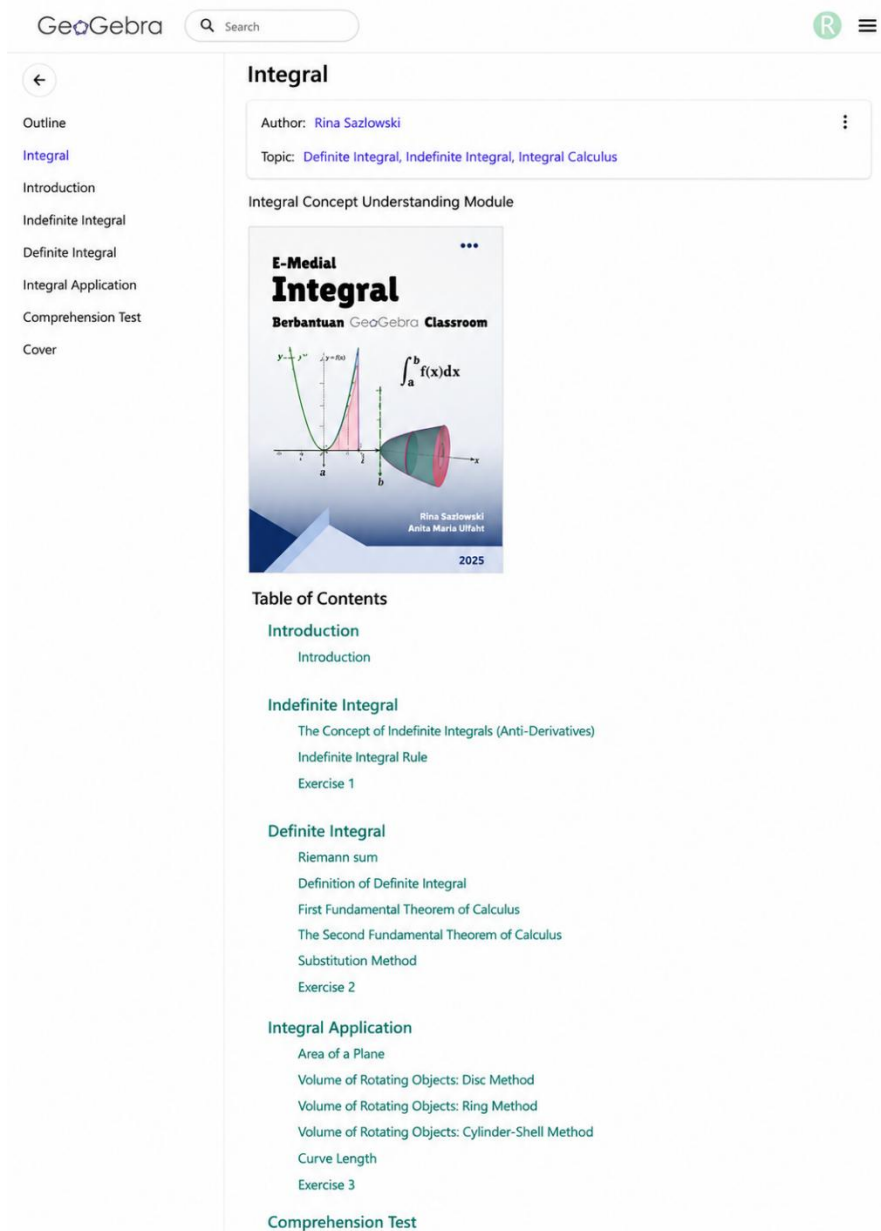 GeoGebra
Search
R
Integral
Outline
Integral
Introduction
Indefinite Integral
Definite Integral
Integral Application
Comprehension Test
Cover
Author: Rina Sazlowski
Topic: Definite Integral, Indefinite Integral, Integral Calculus
Integral Concept Understanding Module
E-Medial
Integral
Berbantuan GeoGebra Classroom
y = f(x)
∫ₐᵇ f(x)dx
a
b
x
Rina Sazlowski
Anita Maria Ulfaht
2025
Table of Contents
Introduction
Introduction
Indefinite Integral
The Concept of Indefinite Integrals (Anti-Derivatives)
Indefinite Integral Rule
Exercise 1
Definite Integral
Riemann sum
Definition of Definite Integral
First Fundamental Theorem of Calculus
The Second Fundamental Theorem of Calculus
Substitution Method
Exercise 2
Integral Application
Area of a Plane
Volume of Rotating Objects: Disc Method
Volume of Rotating Objects: Ring Method
Volume of Rotating Objects: Cylinder-Shell Method
Curve Length
Exercise 3
Comprehension Test